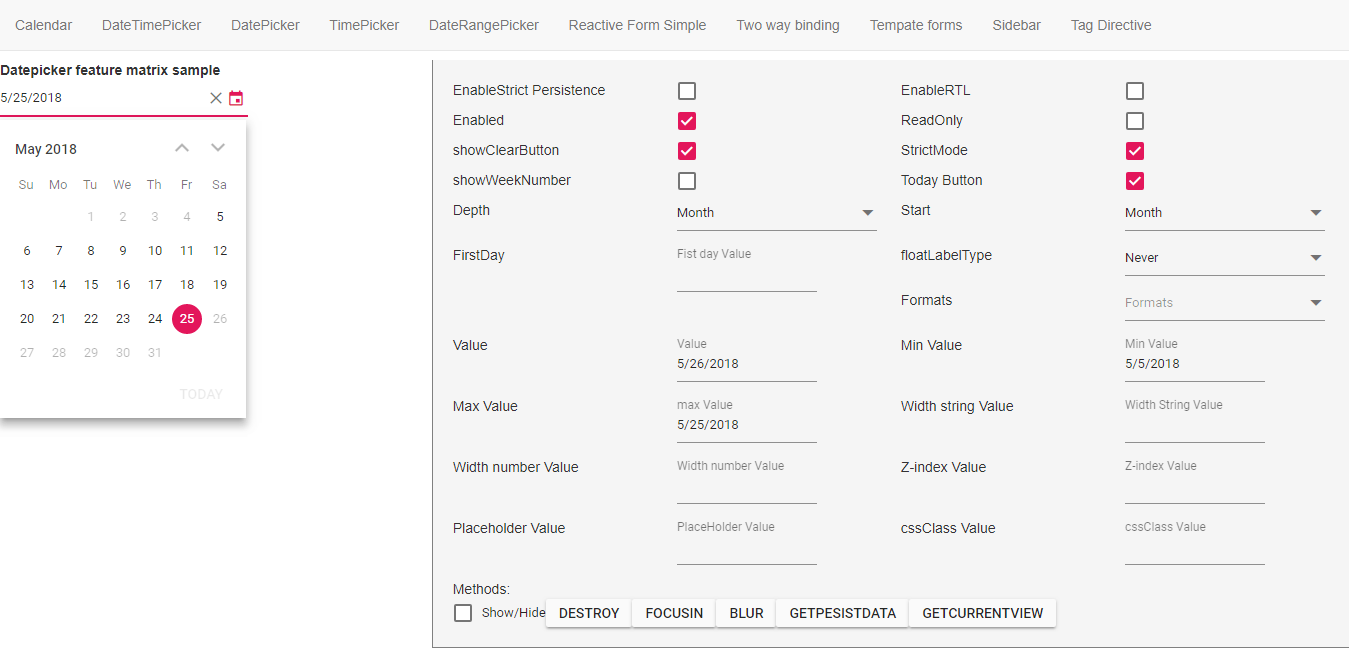 Calendar DateTimePicker DatePicker TimePicker DateRangePicker Reactive Form Simple Two way binding Tempate forms Sidebar Tag Directive
Datepicker feature matrix sample
5/25/2018
May 2018
Su Mo Tu We Th Fr Sa
1 2 3 4 5
6 7 8 9 10 11 12
13 14 15 16 17 18 19
20 21 22 23 24 25 26
27 28 29 30 31
TODAY
EnableStrict Persistence EnableRTL
Enabled ReadOnly
showClearButton StrictMode
showWeekNumber Today Button
Depth Month Start Month
FirstDay Fist day Value floatLabelType Never
Formats Formats
Value Value Min Value Min Value
5/26/2018 5/5/2018
Max Value max Value Width string Value Width String Value
5/25/2018
Width number Value Width number Value Z-index Value Z-index Value
Placeholder Value PlaceHolder Value cssClass Value cssClass Value
Methods:
Show/Hide DESTROY FOCUSIN BLUR GETPESISTDATA GETCURRENTVIEW